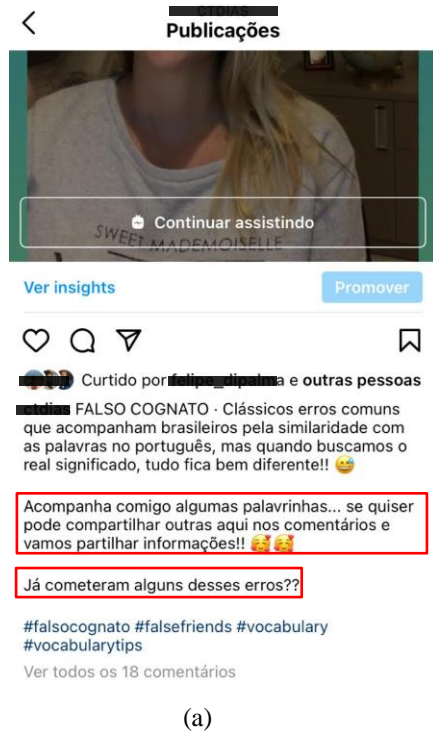 Publicações
Continuar assistindo
SWEET MADEMOISELLE
Ver insights
Promover
Curtido por e outras pessoas
FALSO COGNATO · Clássicos erros comuns
que acompanham brasileiros pela similaridade com
as palavras no português, mas quando buscamos o
real significado, tudo fica bem diferente!! 😅
Acompanha comigo algumas palavrinhas... se quiser
pode compartilhar outras aqui nos comentários e
vamos partilhar informações!! 🥰🥰
Já cometeram alguns desses erros??
#falsocognato #falsefriends #vocabulary
#vocabularytips
Ver todos os 18 comentários
(a)